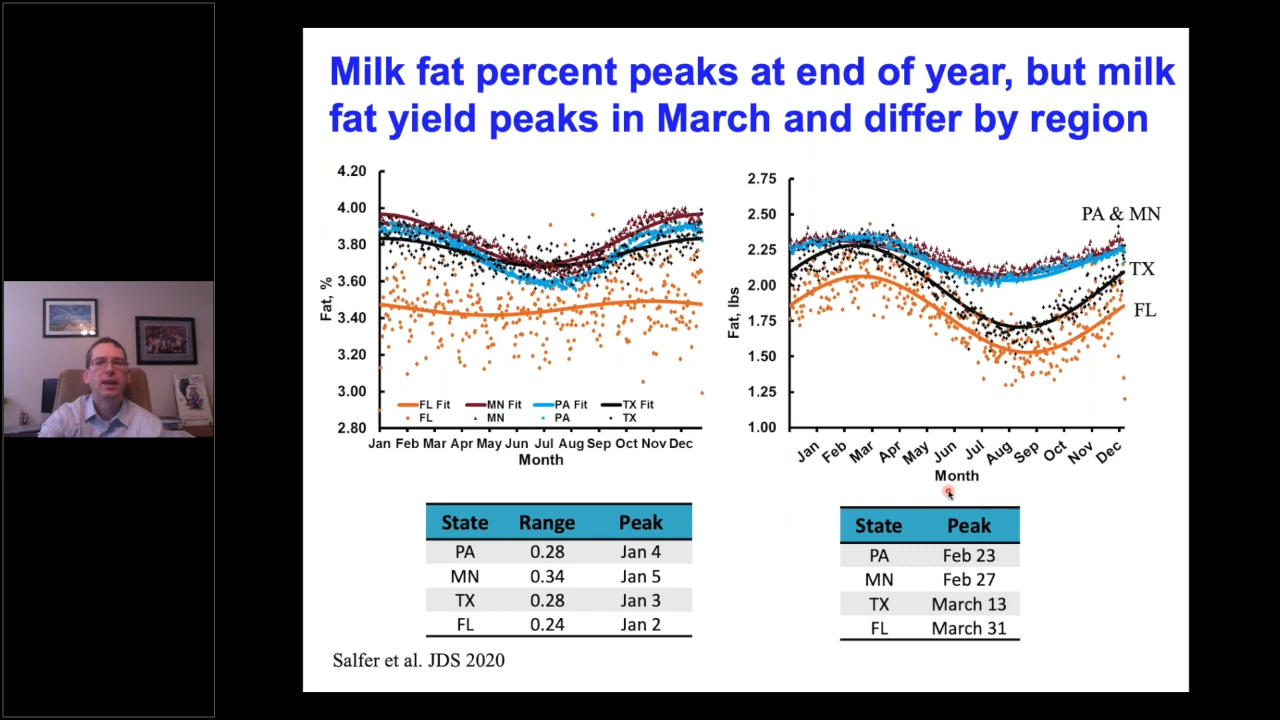 Milk fat percent peaks at end of year, but milk
fat yield peaks in March and differ by region
4.20
4.00
3.80
3.60
3.40
3.20
3.00
2.80
Fat, %
FL Fit MN Fit PA Fit TX Fit
FL MN PA TX
Jan Feb Mar Apr May Jun Jul Aug Sep Oct Nov Dec
Month
2.75
2.50
2.25
2.00
1.75
1.50
1.25
1.00
Fat, lbs
PA & MN
TX
FL
Jan Feb Mar Apr May Jun Jul Aug Sep Oct Nov Dec
Month
State Range Peak
PA 0.28 Jan 4
MN 0.34 Jan 5
TX 0.28 Jan 3
FL 0.24 Jan 2
State Peak
PA Feb 23
MN Feb 27
TX March 13
FL March 31
Salfer et al. JDS 2020